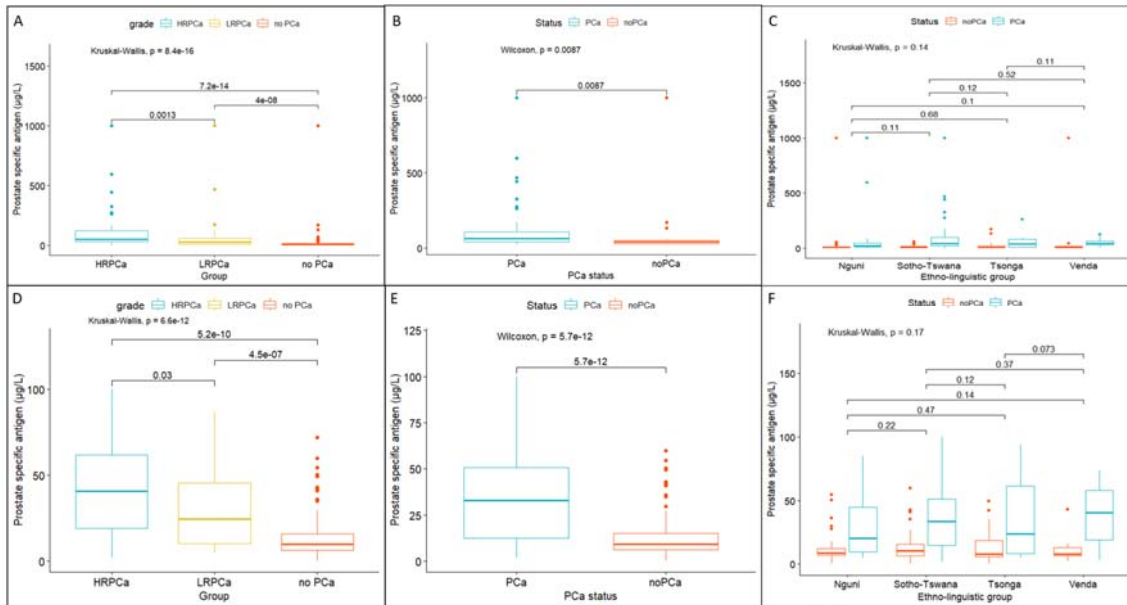 A
grade HRPCa LRPCa no PCa
Kruskal-Wallis, p = 8.4e-16
7.2e-14
4e-08
0.0013
Prostate specific antigen (µg/L)
1500
1000
500
0
HRPCa LRPCa no PCa
Group
B
Status PCa noPCa
Wilcoxon, p = 0.0087
0.0087
Prostate specific antigen (µg/L)
1500
1000
500
0
PCa noPCa
PCa status
C
Status noPCa PCa
Kruskal-Wallis, p = 0.14
0.11
0.52
0.12
0.1
0.68
0.11
Prostate specific antigen (µg/L)
1500
1000
500
0
Nguni Sotho-Tswana Tsonga Venda
Ethno-linguistic group
D
grade HRPCa LRPCa no PCa
Kruskal-Wallis, p = 6.6e-12
5.2e-10
4.5e-07
0.03
Prostate specific antigen (µg/L)
100
50
0
HRPCa LRPCa no PCa
Group
E
Status PCa noPCa
Wilcoxon, p = 5.7e-12
5.7e-12
Prostate specific antigen (µg/L)
125
100
75
50
25
0
PCa noPCa
PCa status
F
Status noPCa PCa
Kruskal-Wallis, p = 0.17
0.073
0.37
0.12
0.14
0.47
0.22
Prostate specific antigen (µg/L)
150
100
50
0
Nguni Sotho-Tswana Tsonga Venda
Ethno-linguistic group